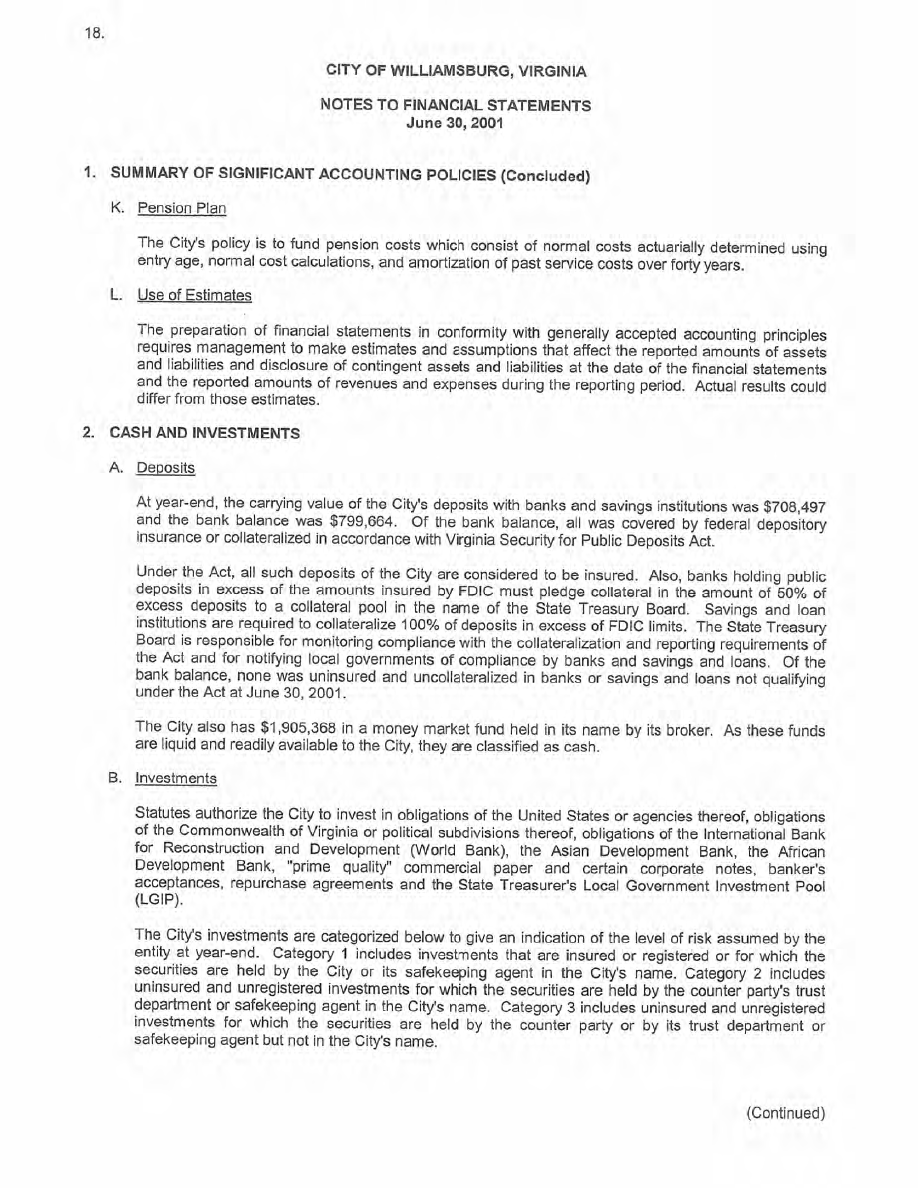 18.
CITY OF WILLIAMSBURG, VIRGINIA
NOTES TO FINANCIAL STATEMENTS
June 30, 2001
1. SUMMARY OF SIGNIFICANT ACCOUNTING POLICIES (Concluded)
K. Pension Plan
The City's policy is to fund pension costs which consist of normal costs actuarially determined using
entry age, normal cost calculations, and amortization of past service costs over forty years.
L. Use of Estimates
The preparation of financial statements in conformity with generally accepted accounting principles
requires management to make estimates and assumptions that affect the reported amounts of assets
and liabilities and disclosure of contingent assets and liabilities at the date of the financial statements
and the reported amounts of revenues and expenses during the reporting period. Actual results could
differ from those estimates.
2. CASH AND INVESTMENTS
A. Deposits
At year-end, the carrying value of the City's deposits with banks and savings institutions was $708,497
and the bank balance was $799,664. Of the bank balance, all was covered by federal depository
insurance or collateralized in accordance with Virginia Security for Public Deposits Act.
Under the Act, all such deposits of the City are considered to be insured. Also, banks holding public
deposits in excess of the amounts insured by FDIC must pledge collateral in the amount of 50% of
excess deposits to a collateral pool in the name of the State Treasury Board. Savings and loan
institutions are required to collateralize 100% of deposits in excess of FDIC limits. The State Treasury
Board is responsible for monitoring compliance with the collateralization and reporting requirements of
the Act and for notifying local governments of compliance by banks and savings and loans. Of the
bank balance, none was uninsured and uncollateralized in banks or savings and loans not qualifying
under the Act at June 30, 2001.
The City also has $1,905,368 in a money market fund held in its name by its broker. As these funds
are liquid and readily available to the City, they are classified as cash.
B. Investments
Statutes authorize the City to invest in obligations of the United States or agencies thereof, obligations
of the Commonwealth of Virginia or political subdivisions thereof, obligations of the International Bank
for Reconstruction and Development (World Bank), the Asian Development Bank, the African
Development Bank, "prime quality" commercial paper and certain corporate notes, banker's
acceptances, repurchase agreements and the State Treasurer's Local Government Investment Pool
(LGIP).
The City's investments are categorized below to give an indication of the level of risk assumed by the
entity at year-end. Category 1 includes investments that are insured or registered or for which the
securities are held by the City or its safekeeping agent in the City's name. Category 2 includes
uninsured and unregistered investments for which the securities are held by the counter party's trust
department or safekeeping agent in the City's name. Category 3 includes uninsured and unregistered
investments for which the securities are held by the counter party or by its trust department or
safekeeping agent but not in the City's name.
(Continued)